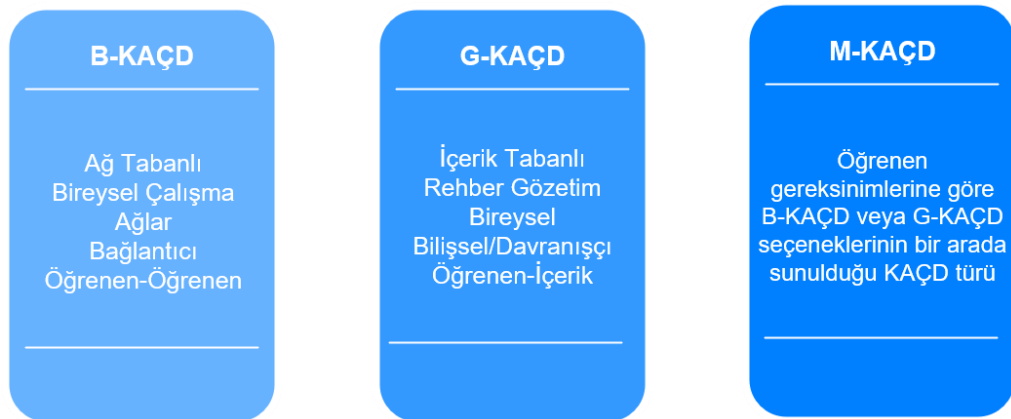 B-KAÇD
Ağ Tabanlı
Bireysel Çalışma
Ağlar
Bağlantıcı
Öğrenen-Öğrenen
G-KAÇD
İçerik Tabanlı
Rehber Gözetim
Bireysel
Bilişsel/Davranışçı
Öğrenen-İçerik
M-KAÇD
Öğrenen
gereksinimlerine göre
B-KAÇD veya G-KAÇD
seçeneklerinin bir arada
sunulduğu KAÇD türü